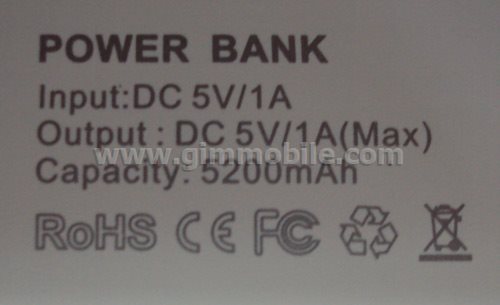 POWER BANK
Input:DC 5V/1A
Output : DC 5V/1A(Max)
www.gimmobile.com
Capacity: 5200mAh
RoHS CE FC